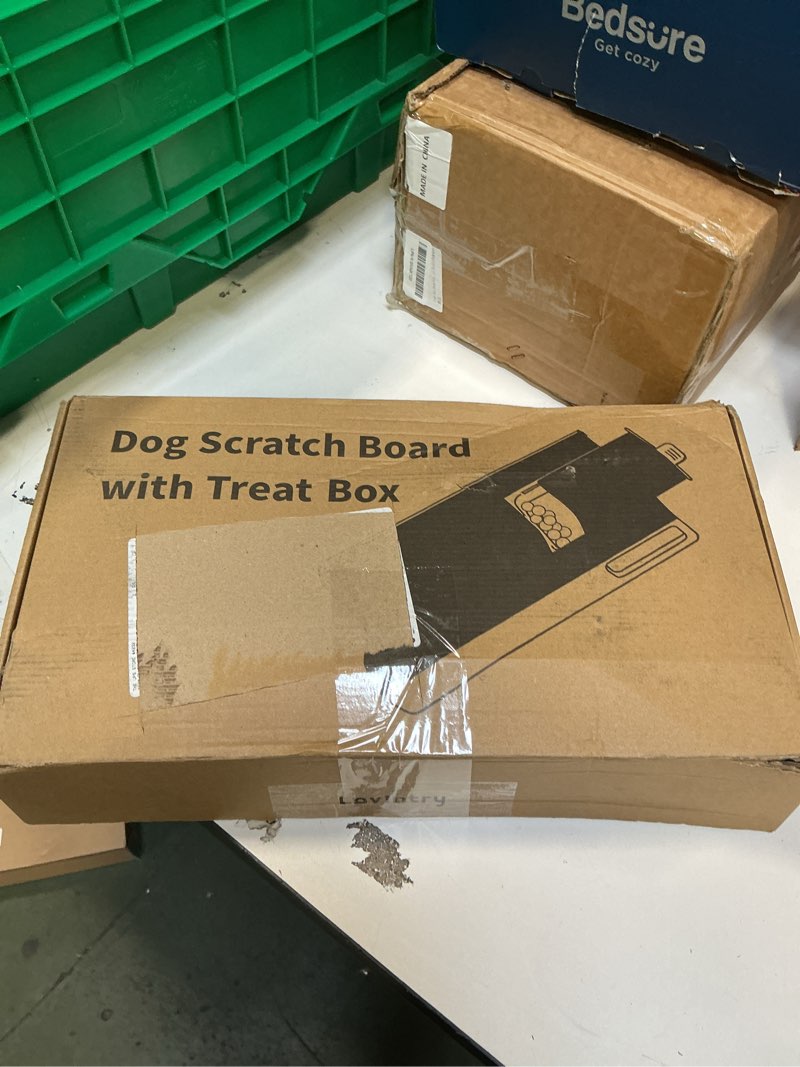 Bedsure
Get cozy
MADE IN CHINA
Dog Scratch Board
with Treat Box